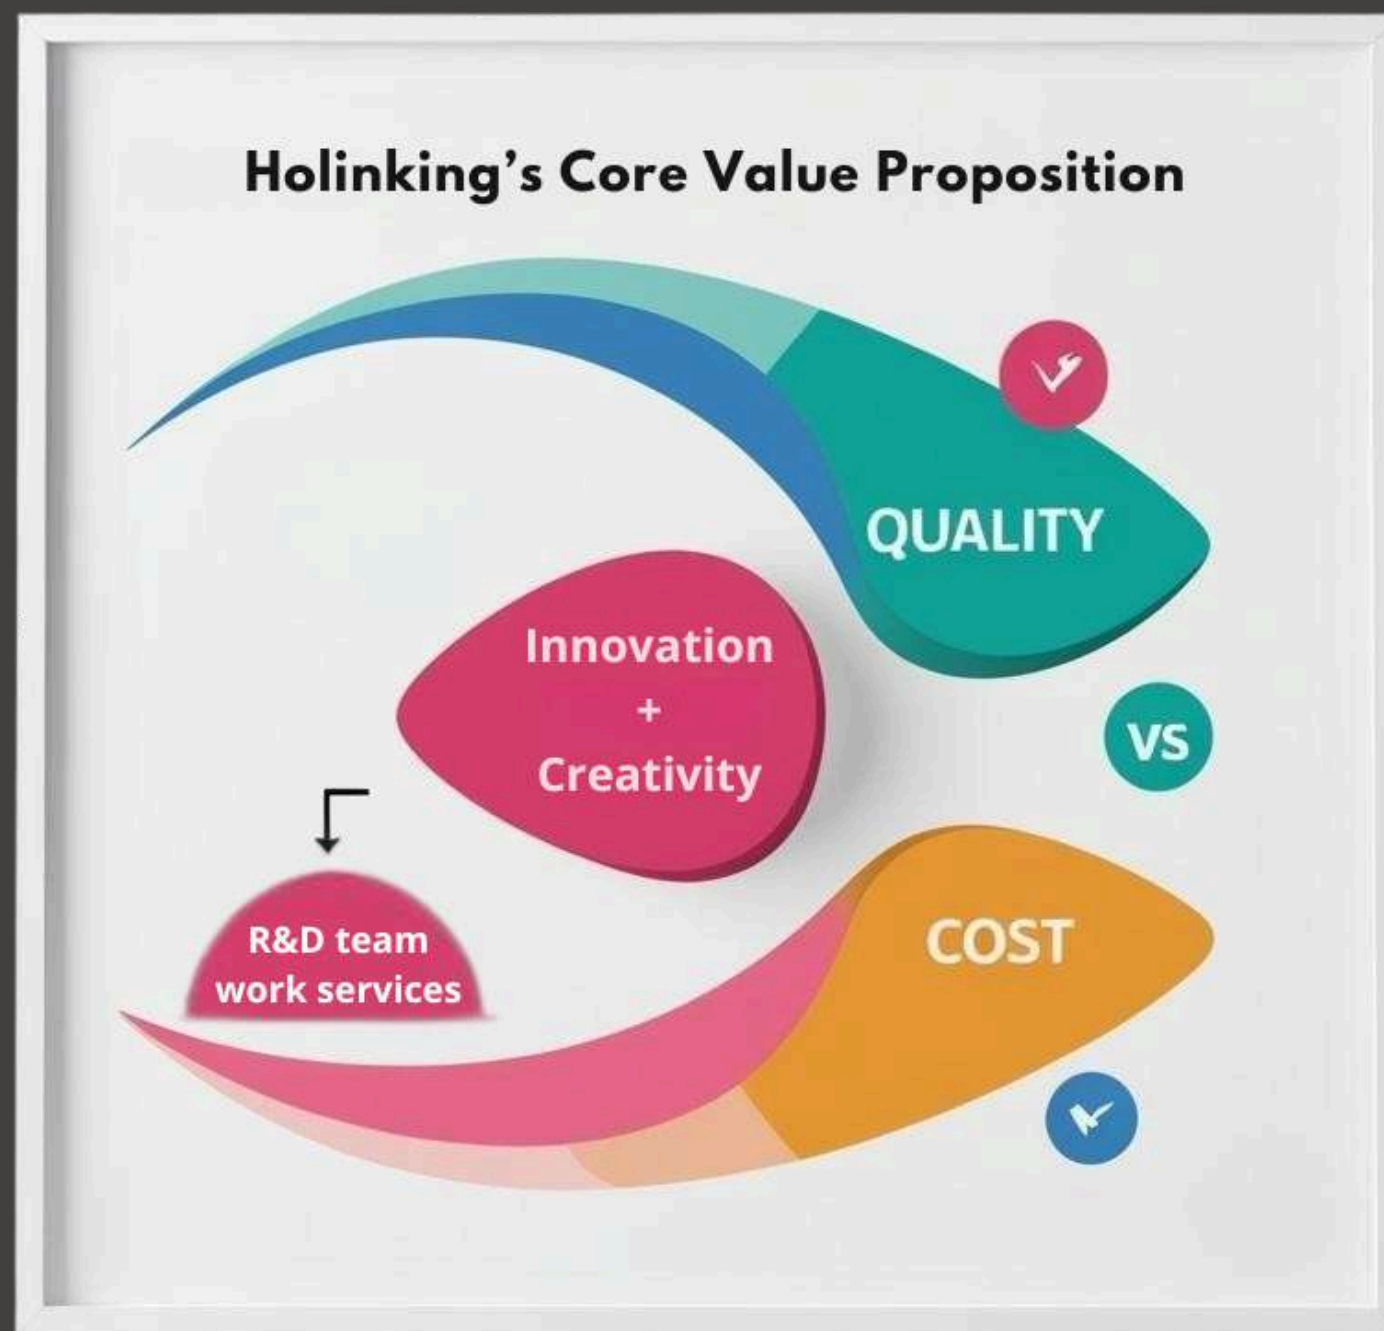 Holinking’s Core Value Proposition
QUALITY
Innovation
+
Creativity
VS
R&D team
work services
COST